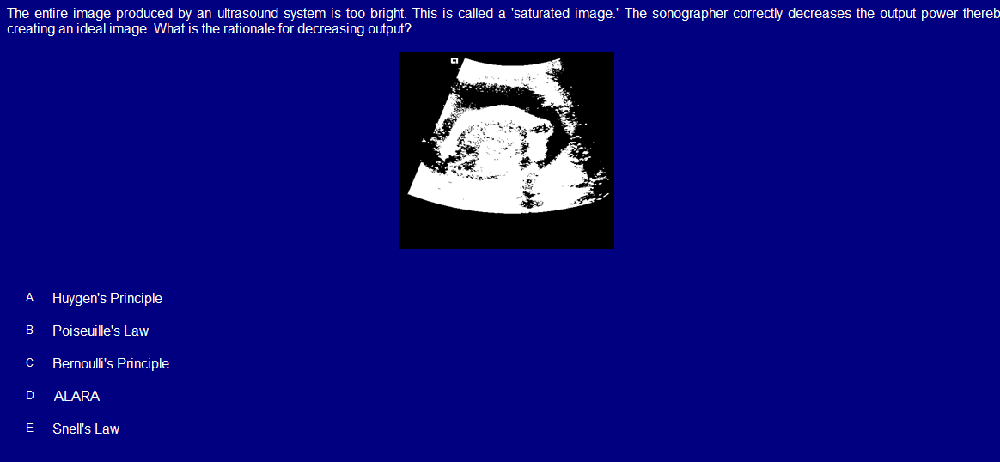 The entire image produced by an ultrasound system is too bright. This is called a 'saturated image.' The sonographer correctly decreases the output power thereb
creating an ideal image. What is the rationale for decreasing output?
A Huygen's Principle
B Poiseuille's Law
C Bernoulli's Principle
D ALARA
E Snell's Law